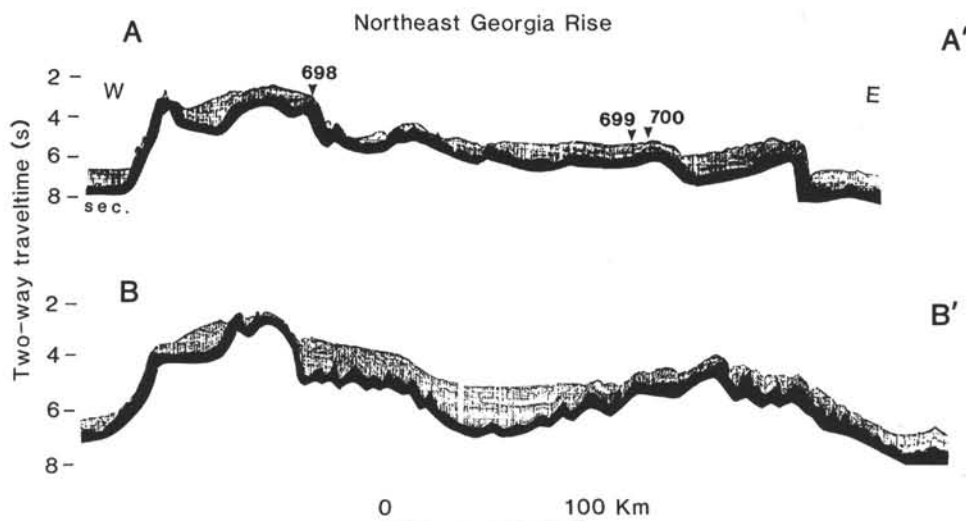 Northeast Georgia Rise
A A'
W E
698
699 700
2 –
4 –
6 –
8 –
sec.
Two-way traveltime (s)
B B'
2 –
4 –
6 –
8 –
0 100 Km